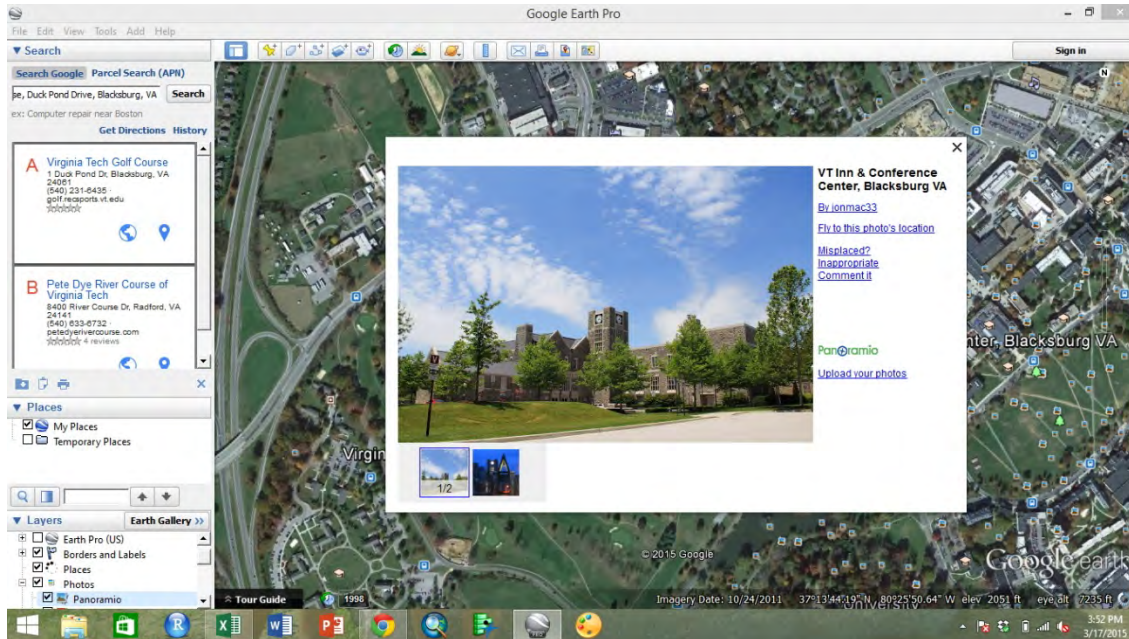 Google Earth Pro
File Edit View Tools Add Help
▼ Search
Search Google Parcel Search (APN)
se, Duck Pond Drive, Blacksburg, VA Search
ex: Computer repair near Boston
Get Directions History
A Virginia Tech Golf Course
1 Duck Pond Dr, Blacksburg, VA
24061
(540) 231-6435 ·
golf.recsports.vt.edu
B Pete Dye River Course of
Virginia Tech
8400 River Course Dr, Radford, VA
24141
(540) 633-6732 ·
petedyerivercourse.com
4 reviews
▼ Places
My Places
Temporary Places
▼ Layers
Earth Gallery »
Earth Pro (US)
Borders and Labels
Places
Photos
Panoramio
Sign in
N
VT Inn & Conference
Center, Blacksburg VA
By jonmac33
Fly to this photo's location
Misplaced?
Inappropriate
Comment it
Panoramio
Upload your photos
1/2
nter, Blacksburg VA
Virgin
© 2015 Google
Google earth
Tour Guide
1998
Imagery Date: 10/24/2011 37°13'44.19" N 80°25'50.64" W elev 2051 ft eye alt 7235 ft
University
3:52 PM
3/17/2015